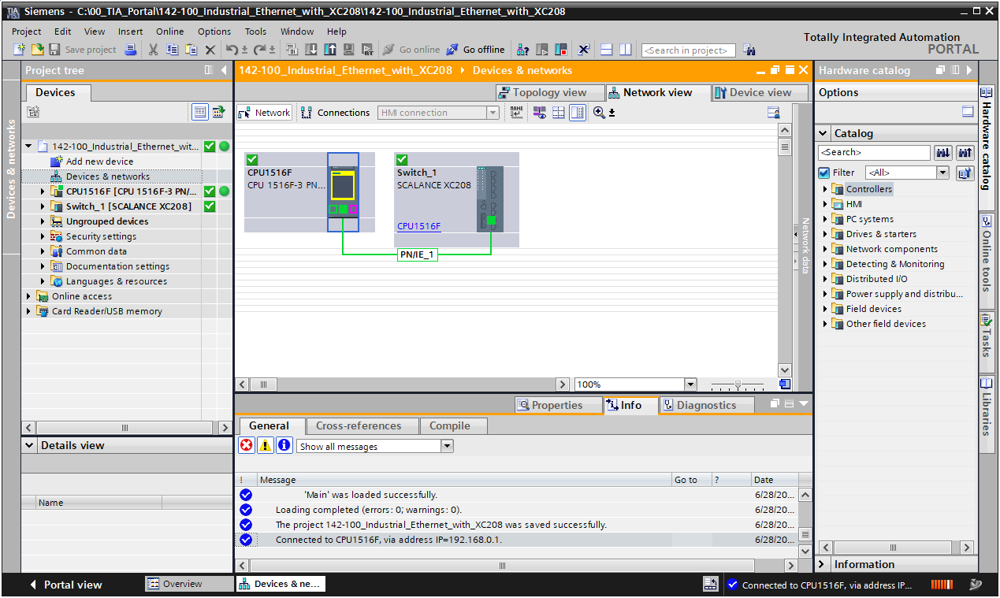 Siemens - C:\00_TIA_Portal\142-100_Industrial_Ethernet_with_XC208\142-100_Industrial_Ethernet_with_XC208
Project Edit View Insert Online Options Tools Window Help
Totally Integrated Automation
PORTAL
Save project Go online Go offline <Search in project>
Project tree
Devices
Devices & networks
142-100_Industrial_Ethernet_wit...
Add new device
Devices & networks
CPU1516F [CPU 1516F-3 PN/...
Switch_1 [SCALANCE XC208]
Ungrouped devices
Security settings
Common data
Documentation settings
Languages & resources
Online access
Card Reader/USB memory
Details view
Name
142-100_Industrial_Ethernet_with_XC208 Devices & networks
Topology view Network view Device view
Network Connections HMI connection
CPU1516F
CPU 1516F-3 PN...
Switch_1
SCALANCE XC208
CPU1516F
PN/IE_1
Network data
100%
Properties Info Diagnostics
General Cross-references Compile
Show all messages
! Message Go to ? Date
'Main' was loaded successfully. 6/28/20...
Loading completed (errors: 0; warnings: 0). 6/28/20...
The project 142-100_Industrial_Ethernet_with_XC208 was saved successfully. 6/28/20...
Connected to CPU1516F, via address IP=192.168.0.1. 6/28/20...
Hardware catalog
Options
Catalog
<Search>
Filter <All>
Controllers
HMI
PC systems
Drives & starters
Network components
Detecting & Monitoring
Distributed I/O
Power supply and distribu...
Field devices
Other field devices
Information
Hardware catalog
Online tools
Tasks
Libraries
Portal view Overview Devices & ne... Connected to CPU1516F, via address IP...